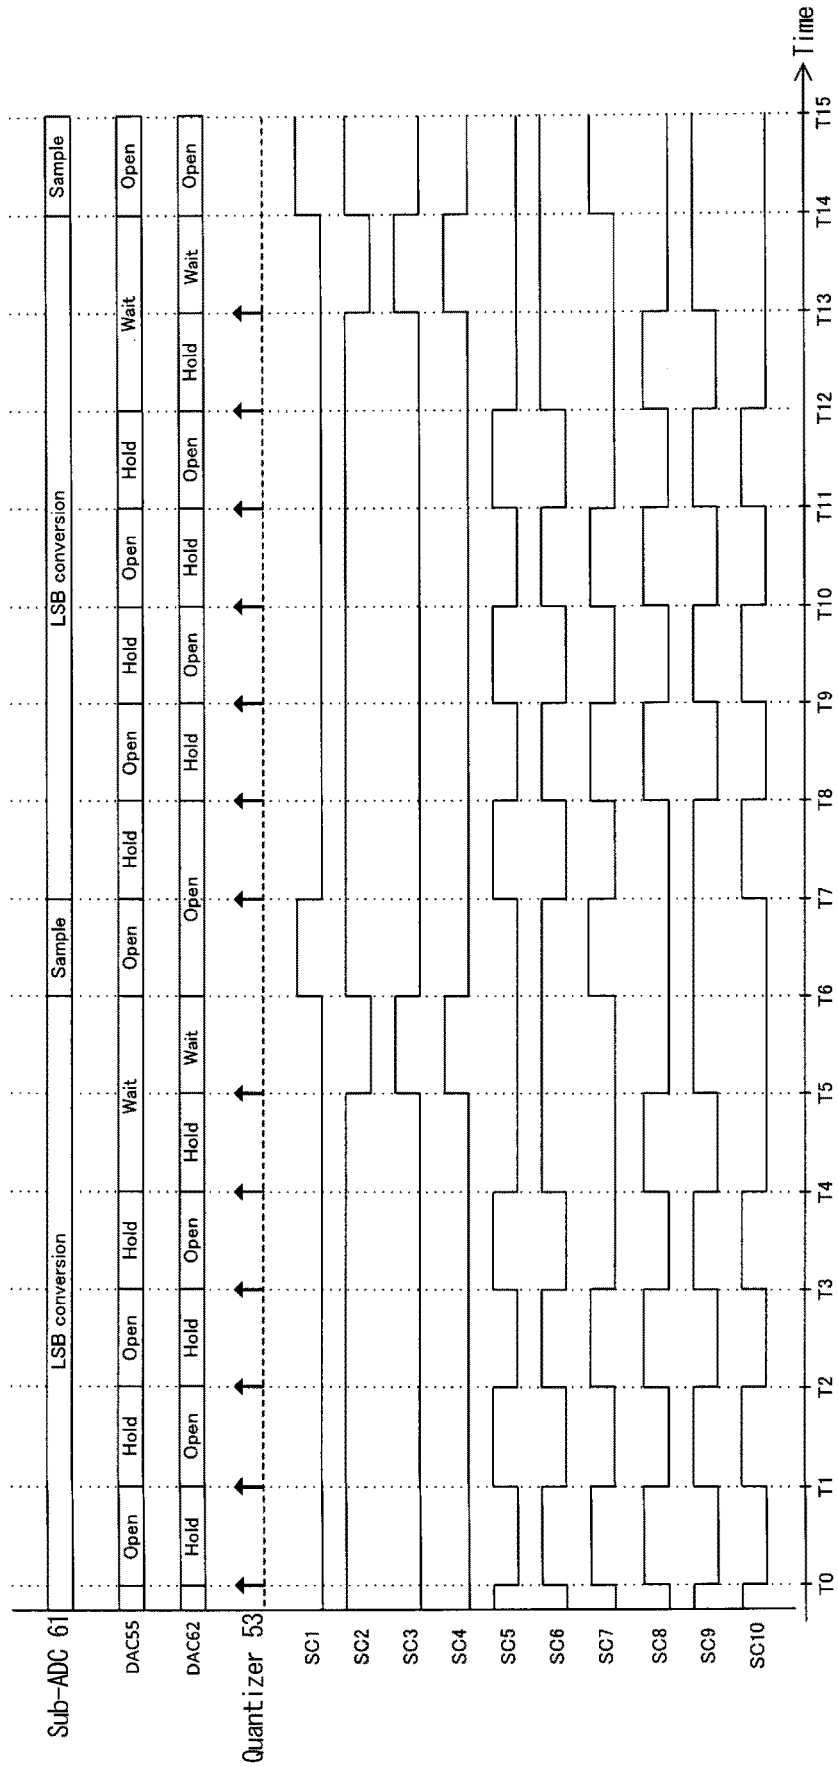 Sub-ADC 61 LSB conversion Sample LSB conversion Sample
DAC55 Open Hold Open Hold Wait Open Hold Open Hold Open Hold Wait Open
DAC62 Hold Open Hold Open Hold Wait Open Hold Open Hold Open Hold Wait Open
Quantizer 53
SC1
SC2
SC3
SC4
SC5
SC6
SC7
SC8
SC9
SC10
T0 T1 T2 T3 T4 T5 T6 T7 T8 T9 T10 T11 T12 T13 T14 T15 Time